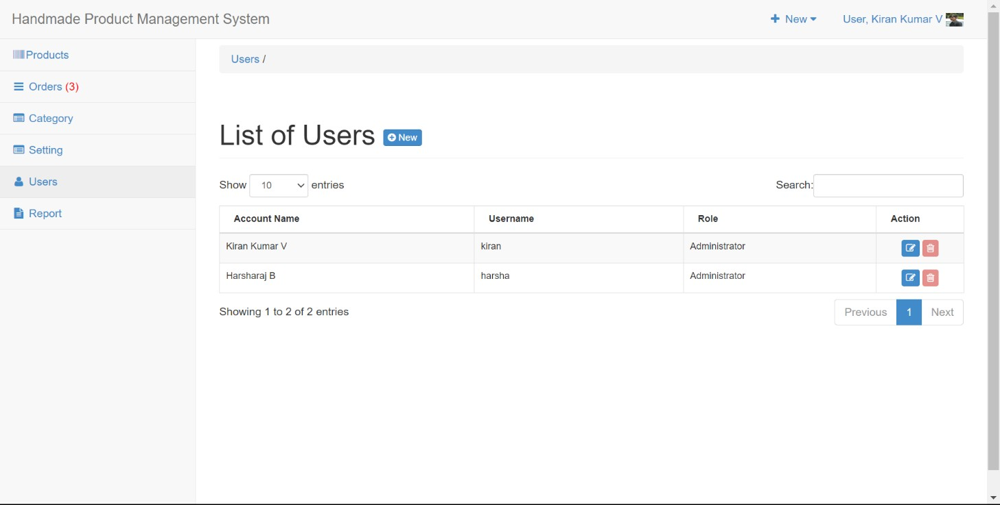 Handmade Product Management System
New
User, Kiran Kumar V
Products
Orders (3)
Category
Setting
Users
Report
Users /
List of Users New
Show 10 entries
Search:
Account Name Username Role Action
Kiran Kumar V kiran Administrator
Harsharaj B harsha Administrator
Showing 1 to 2 of 2 entries
Previous 1 Next